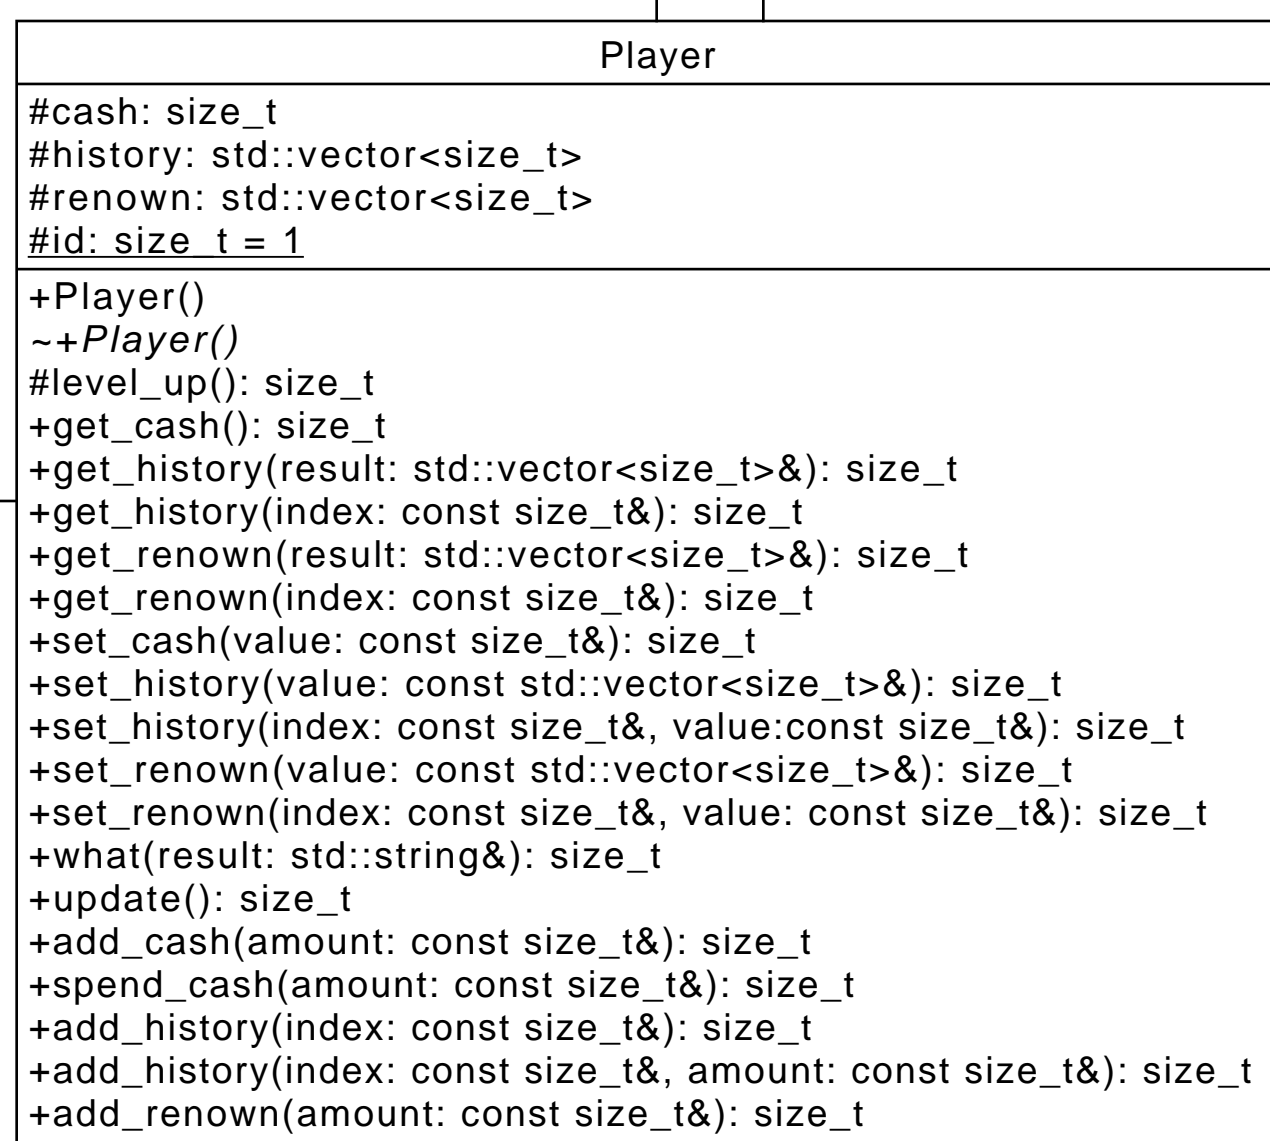 Player
#cash: size_t
#history: std::vector<size_t>
#renown: std::vector<size_t>
#id: size_t = 1
+Player()
~+Player()
#level_up(): size_t
+get_cash(): size_t
+get_history(result: std::vector<size_t>&): size_t
+get_history(index: const size_t&): size_t
+get_renown(result: std::vector<size_t>&): size_t
+get_renown(index: const size_t&): size_t
+set_cash(value: const size_t&): size_t
+set_history(value: const std::vector<size_t>&): size_t
+set_history(index: const size_t&, value:const size_t&): size_t
+set_renown(value: const std::vector<size_t>&): size_t
+set_renown(index: const size_t&, value: const size_t&): size_t
+what(result: std::string&): size_t
+update(): size_t
+add_cash(amount: const size_t&): size_t
+spend_cash(amount: const size_t&): size_t
+add_history(index: const size_t&): size_t
+add_history(index: const size_t&, amount: const size_t&): size_t
+add_renown(amount: const size_t&): size_t